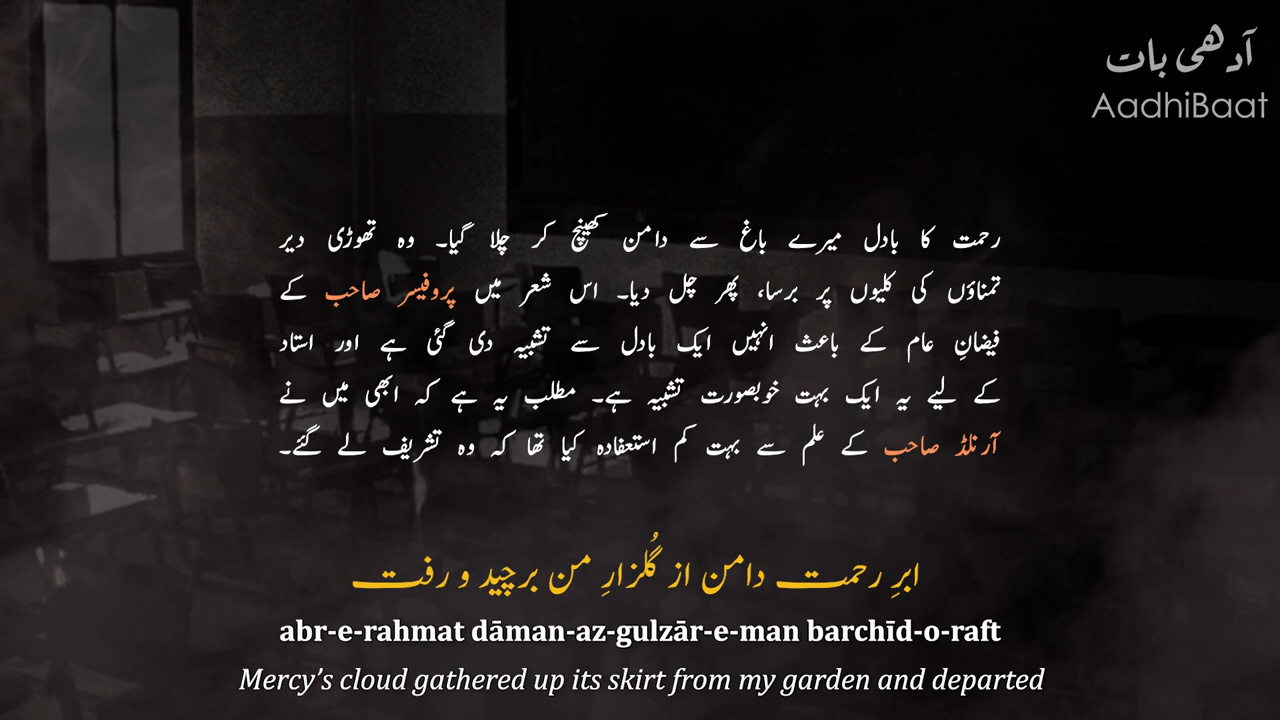 آدھی بات
AadhiBaat
رحمت کا بادل میرے باغ سے دامن کھینچ کر چلا گیا۔ وہ تھوڑی دیر
تمناؤں کی کلیوں پر برسا، پھر چل دیا۔ اس شعر میں پروفیسر صاحب کے
فیضانِ عام کے باعث انہیں ایک بادل سے تشبیہ دی گئی ہے اور استاد
کے لیے یہ ایک بہت خوبصورت تشبیہ ہے۔ مطلب یہ ہے کہ ابھی میں نے
آرنلڈ صاحب کے علم سے بہت کم استعفادہ کیا تھا کہ وہ تشریف لے گئے۔
ابرِ رحمت دامن از گُلزارِ من برچید و رفت
abr-e-rahmat dāman-az-gulzār-e-man barchīd-o-raft
Mercy’s cloud gathered up its skirt from my garden and departed